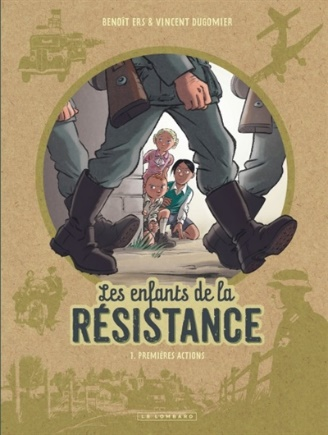 BENOÎT ERS & VINCENT DUGOMIER
Les enfants de la
RÉSISTANCE
1. PREMIÈRES ACTIONS
LE LOMBARD